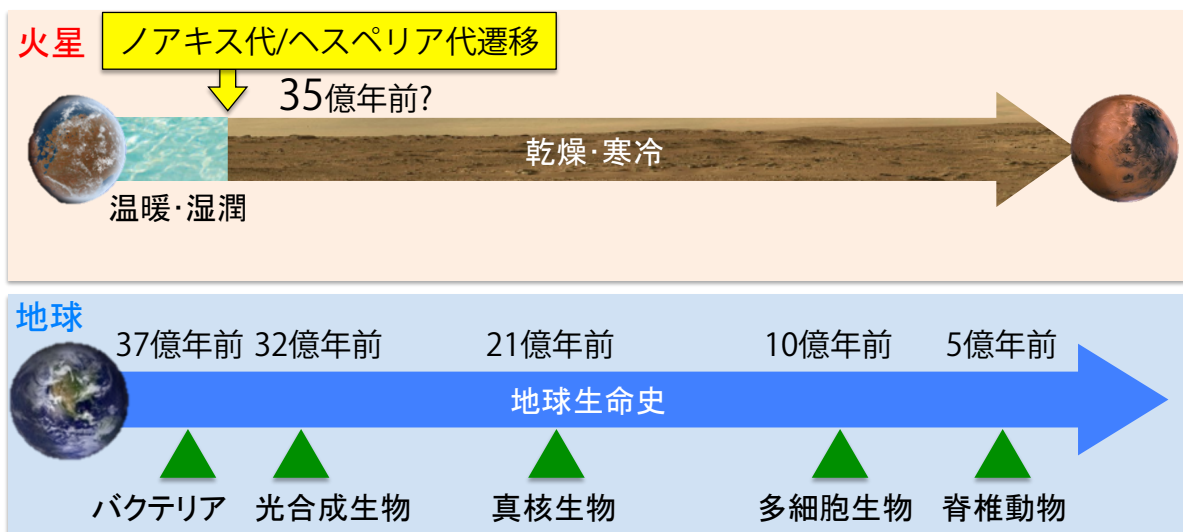 火星
ノアキス代/ヘスペリア代遷移
35億年前?
乾燥・寒冷
温暖・湿潤
地球
37億年前 32億年前 21億年前 10億年前 5億年前
地球生命史
バクテリア 光合成生物 真核生物 多細胞生物 脊椎動物